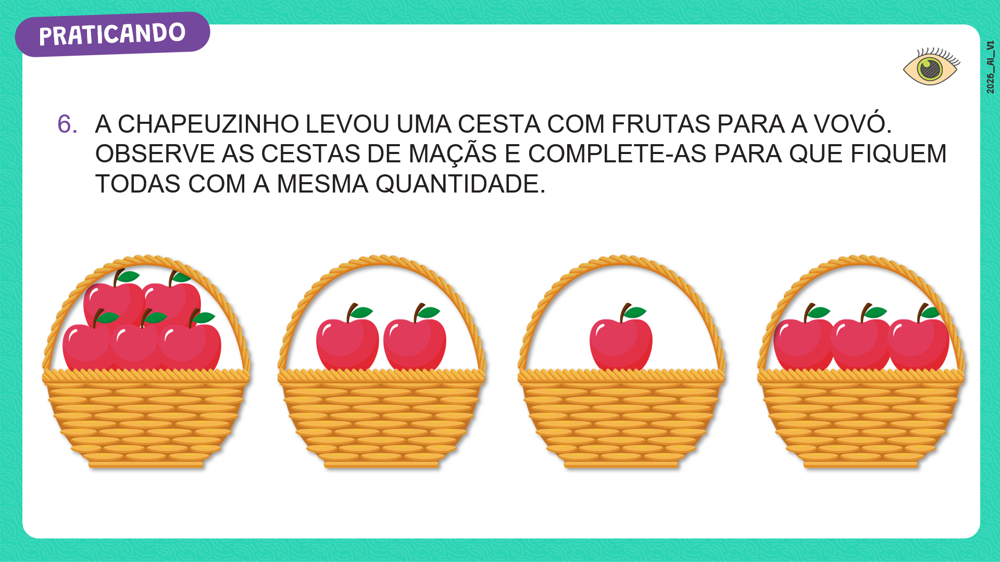 PRATICANDO
2026_AI_V1
6. A CHAPEUZINHO LEVOU UMA CESTA COM FRUTAS PARA A VOVÓ.
OBSERVE AS CESTAS DE MAÇÃS E COMPLETE-AS PARA QUE FIQUEM
TODAS COM A MESMA QUANTIDADE.